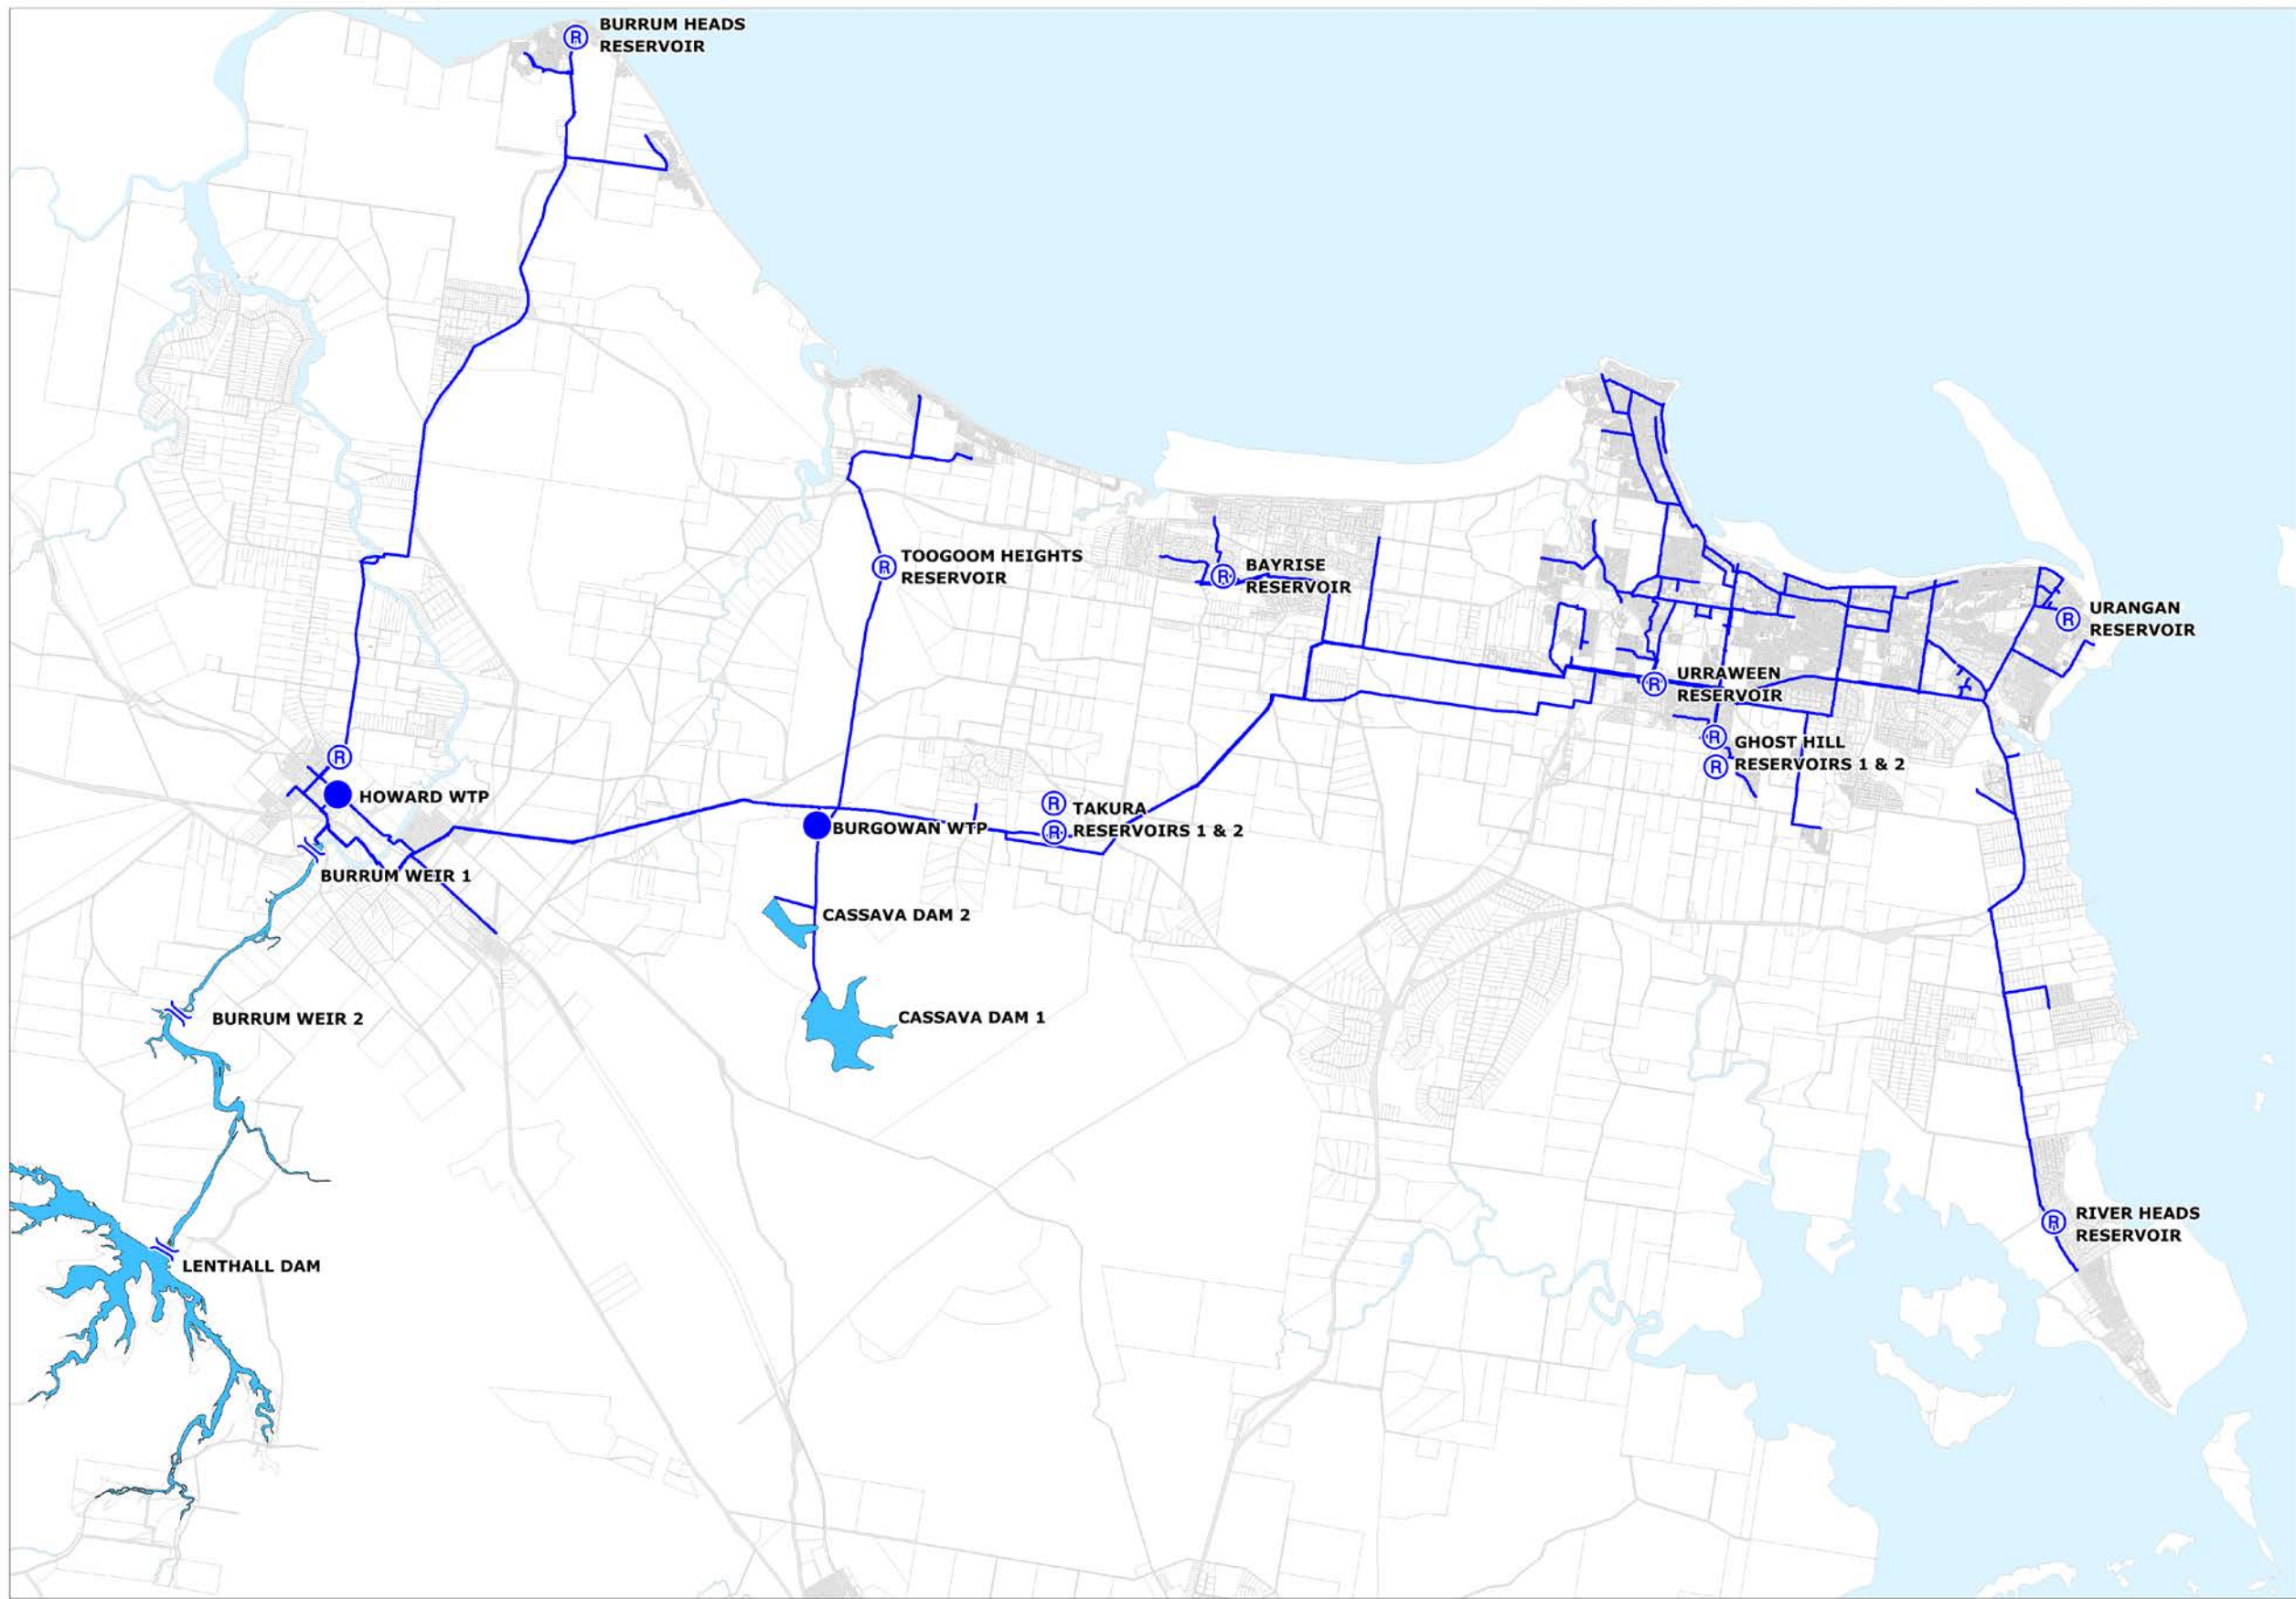 R BURRUM HEADS
RESERVOIR
R TOOGOOM HEIGHTS
RESERVOIR
R BAYRISE
RESERVOIR
R URANGAN
RESERVOIR
R URRAWEEN
RESERVOIR
R
HOWARD WTP
R GHOST HILL
R RESERVOIRS 1 & 2
R TAKURA
R RESERVOIRS 1 & 2
BURGOWAN WTP
BURRUM WEIR 1
CASSAVA DAM 2
CASSAVA DAM 1
BURRUM WEIR 2
R RIVER HEADS
RESERVOIR
LENTHALL DAM